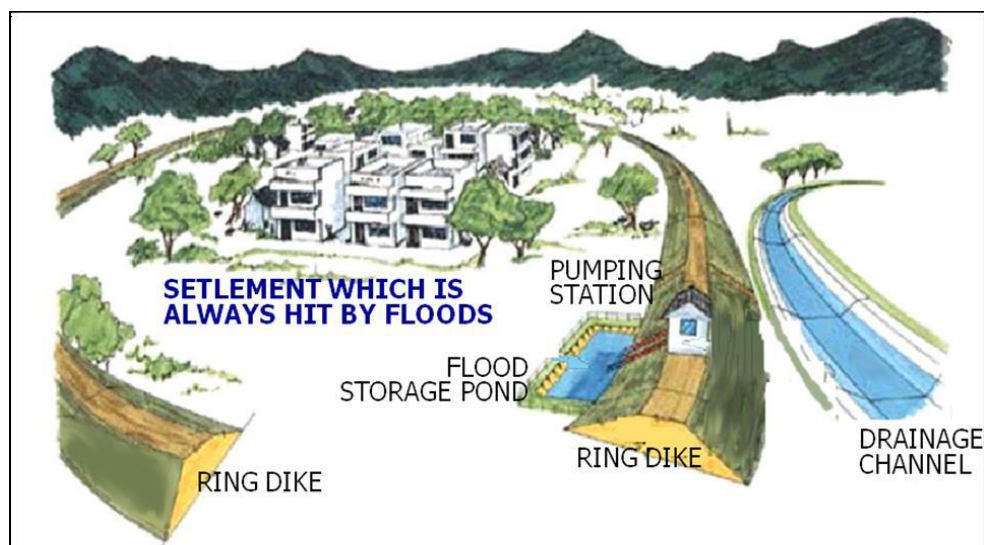 SETLEMENT WHICH IS
ALWAYS HIT BY FLOODS
PUMPING
STATION
FLOOD
STORAGE POND
RING DIKE
RING DIKE
DRAINAGE
CHANNEL